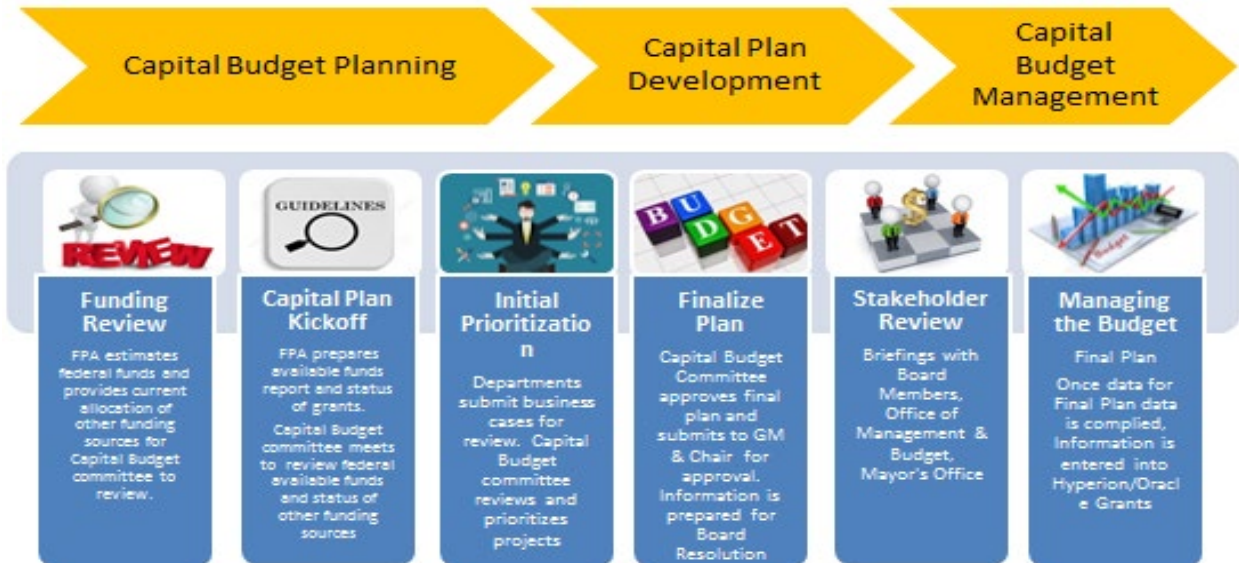 Capital Budget Planning
Capital Plan
Development
Capital
Budget
Management
REVIEW
GUIDELINES
BUDGET
Budget
Funding
Review
FPA estimates
federal funds and
provides current
allocation of
other funding
sources for
Capital Budget
committee to
review.
Capital Plan
Kickoff
FPA prepares
available funds
report and status
of grants.
Capital Budget
committee meets
to review federal
available funds
and status of
other funding
sources
Initial
Prioritizatio
n
Departments
submit business
cases for
review. Capital
Budget
committee
reviews and
prioritizes
projects
Finalize
Plan
Capital Budget
Committee
approves final
plan and
submits to GM
& Chair for
approval.
Information is
prepared for
Board
Resolution
Stakeholder
Review
Briefings with
Board
Members,
Office of
Management &
Budget,
Mayor's Office
Managing
the Budget
Final Plan
Once data for
Final Plan data
is complied,
Information is
entered into
Hyperion/Oracl
e Grants